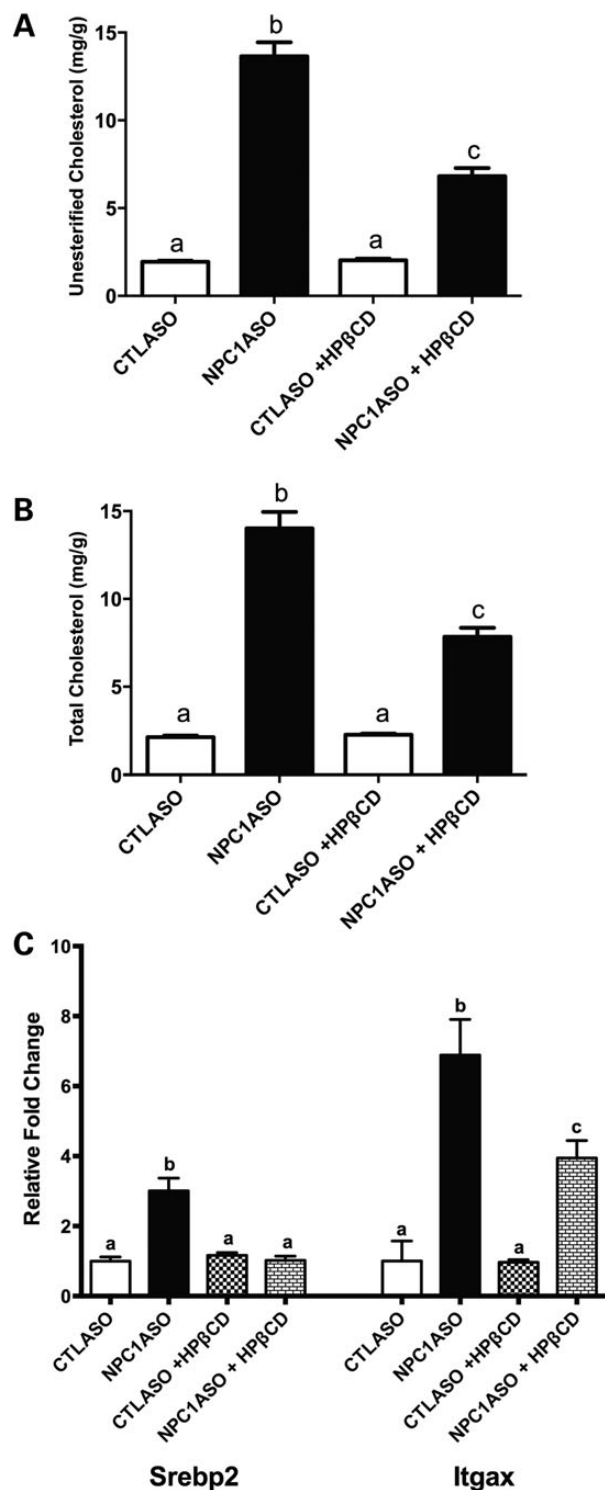 A
Unesterified Cholesterol (mg/g)
15
10
5
0
a
b
a
c
CTLASO
NPC1ASO
CTLASO +HPβCD
NPC1ASO + HPβCD
B
Total Cholesterol (mg/g)
15
10
5
0
a
b
a
c
CTLASO
NPC1ASO
CTLASO +HPβCD
NPC1ASO + HPβCD
C
Relative Fold Change
10
8
6
4
2
0
a
b
a
a
a
b
a
c
CTLASO
NPC1ASO
CTLASO +HPβCD
NPC1ASO + HPβCD
CTLASO
NPC1ASO
CTLASO +HPβCD
NPC1ASO + HPβCD
Srebp2
Itgax